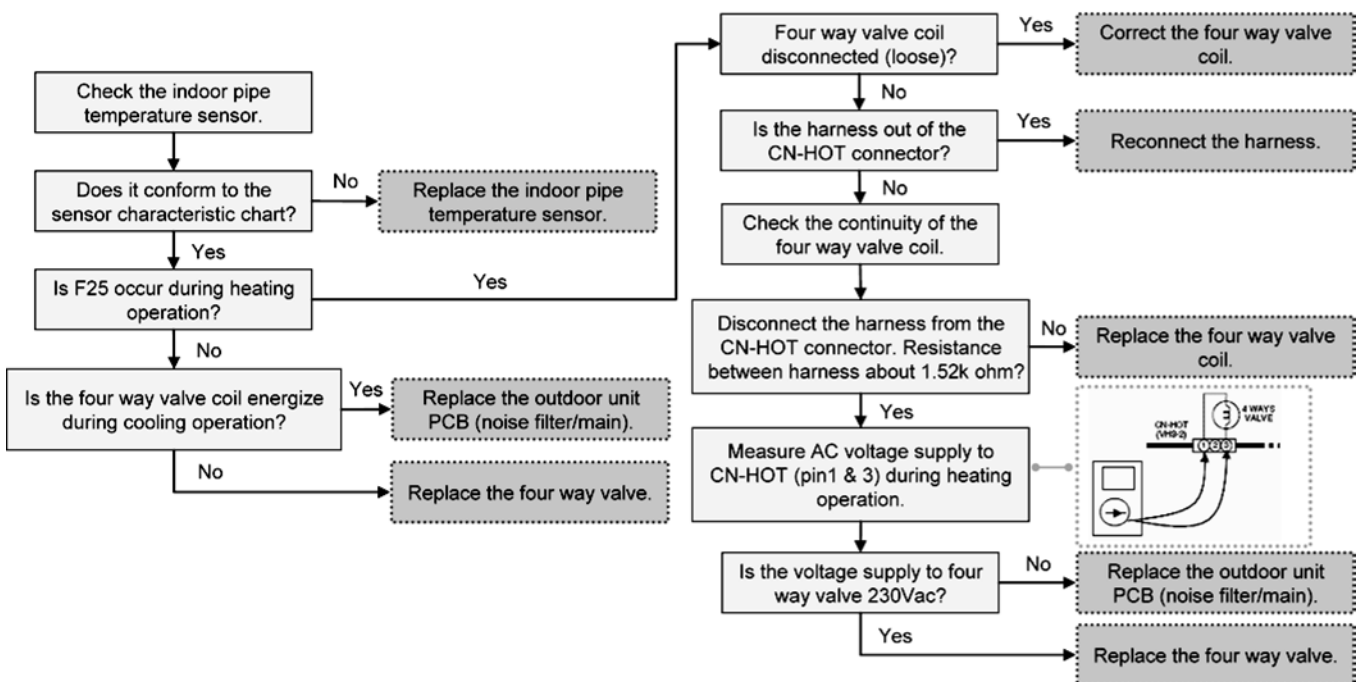 Check the indoor pipe
temperature sensor.
Does it conform to the
sensor characteristic chart?
No
Replace the indoor pipe
temperature sensor.
Yes
Is F25 occur during heating
operation?
Yes
No
Is the four way valve coil energize
during cooling operation?
Yes
Replace the outdoor unit
PCB (noise filter/main).
No
Replace the four way valve.
Four way valve coil
disconnected (loose)?
Yes
Correct the four way valve
coil.
No
Is the harness out of the
CN-HOT connector?
Yes
Reconnect the harness.
No
Check the continuity of the
four way valve coil.
Disconnect the harness from the
CN-HOT connector. Resistance
between harness about 1.52k ohm?
No
Replace the four way valve
coil.
Yes
Measure AC voltage supply to
CN-HOT (pin1 & 3) during heating
operation.
4 WAYS
VALVE
CN-HOT
(VH3-2)
1 2 3
Is the voltage supply to four
way valve 230Vac?
No
Replace the outdoor unit
PCB (noise filter/main).
Yes
Replace the four way valve.